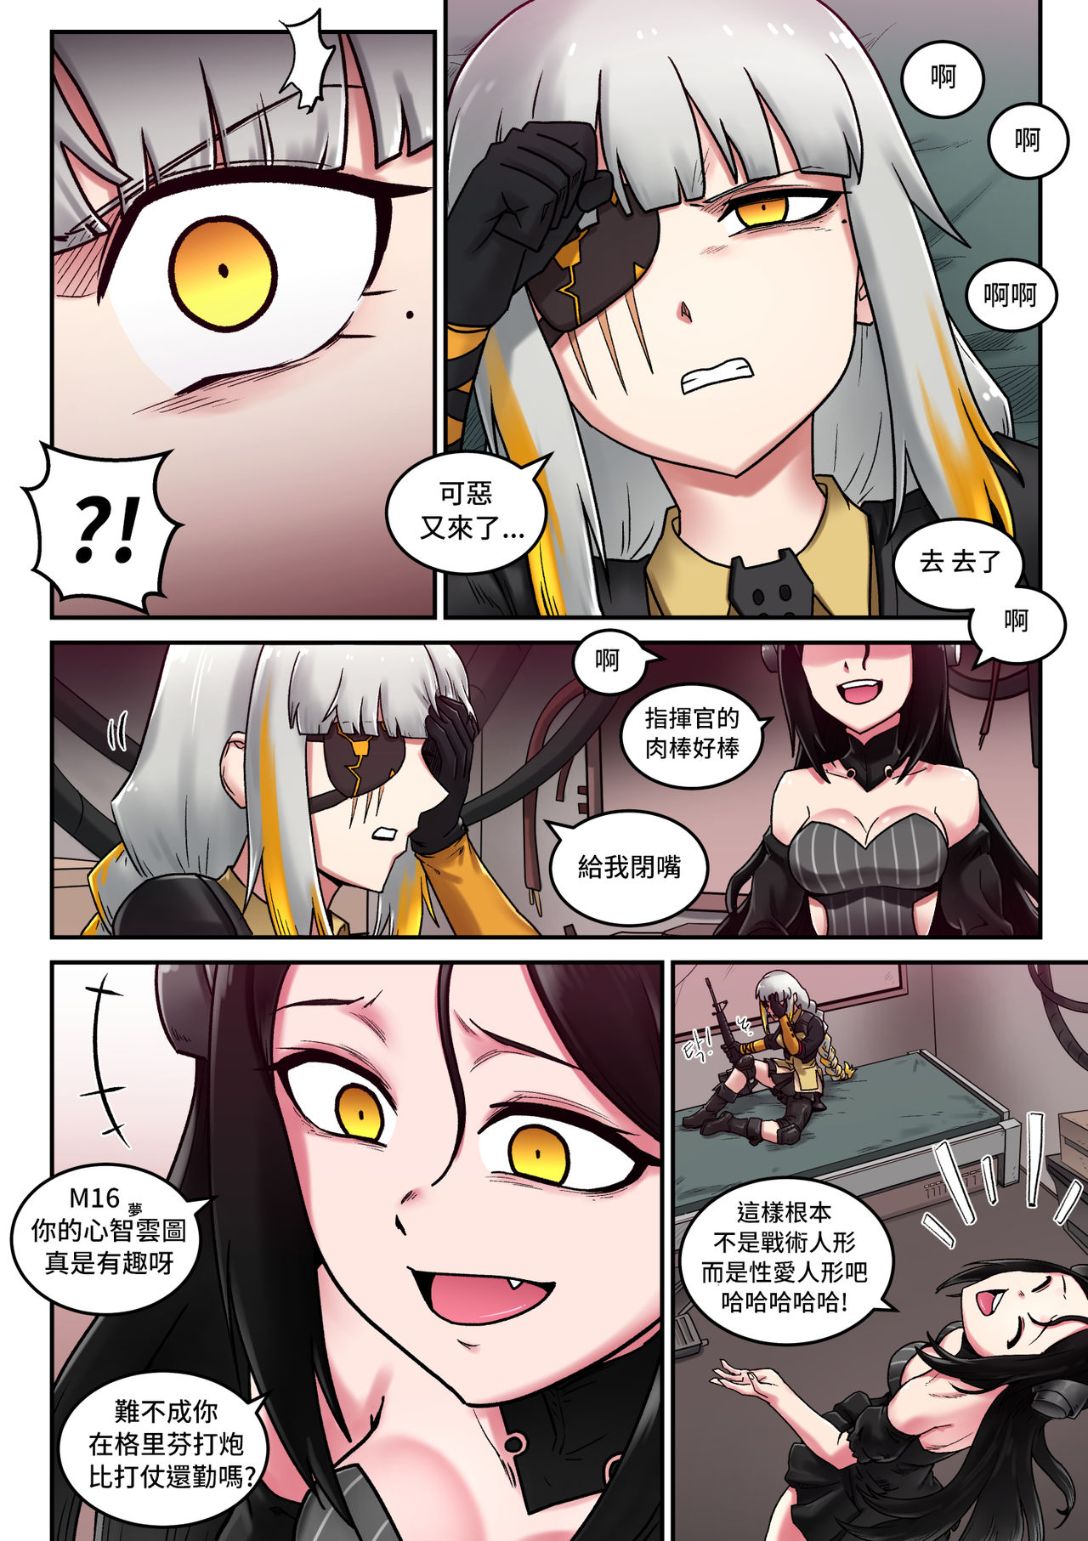 ?!
啊
啊
啊啊
可惡
又來了...
去 去了
啊
啊
指揮官的
肉棒好棒
給我閉嘴
M16
你的心智雲圖
夢
真是有趣呀
難不成你
在格里芬打炮
比打仗還勤嗎?
탁!
這樣根本
不是戰術人形
而是性愛人形吧
哈哈哈哈哈!